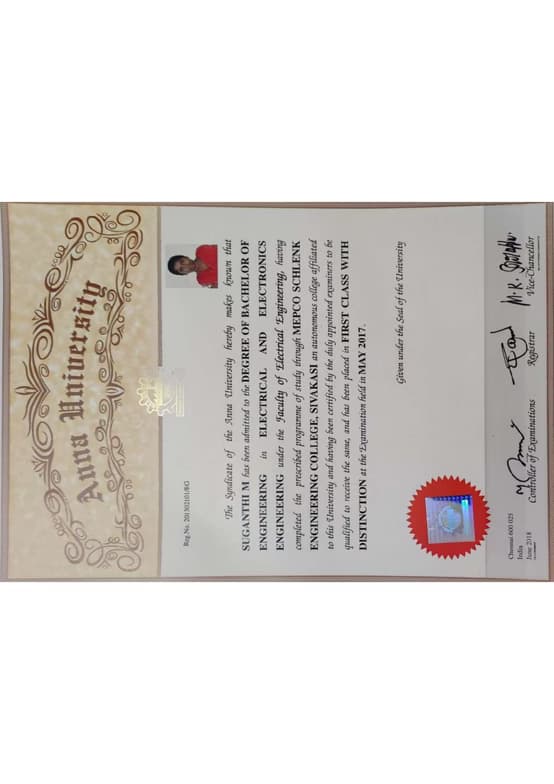 Anna University
Reg.No. 201302101/8G
The Syndicate of the Anna University hereby makes known that
SUGANTHI M has been admitted to the DEGREE OF BACHELOR OF
ENGINEERING in ELECTRICAL AND ELECTRONICS
ENGINEERING under the Faculty of Electrical Engineering, having
completed the prescribed programme of study through MEPCO SCHLENK
ENGINEERING COLLEGE, SIVAKASI an autonomous college affiliated
to this University and having been certified by the duly appointed examiners to be
qualified to receive the same, and has been placed in FIRST CLASS WITH
DISTINCTION at the Examination held in MAY 2017.
Given under the Seal of the University
Chennai 600 025
India
June 2018
Controller of Examinations
Registrar
Vice-Chancellor